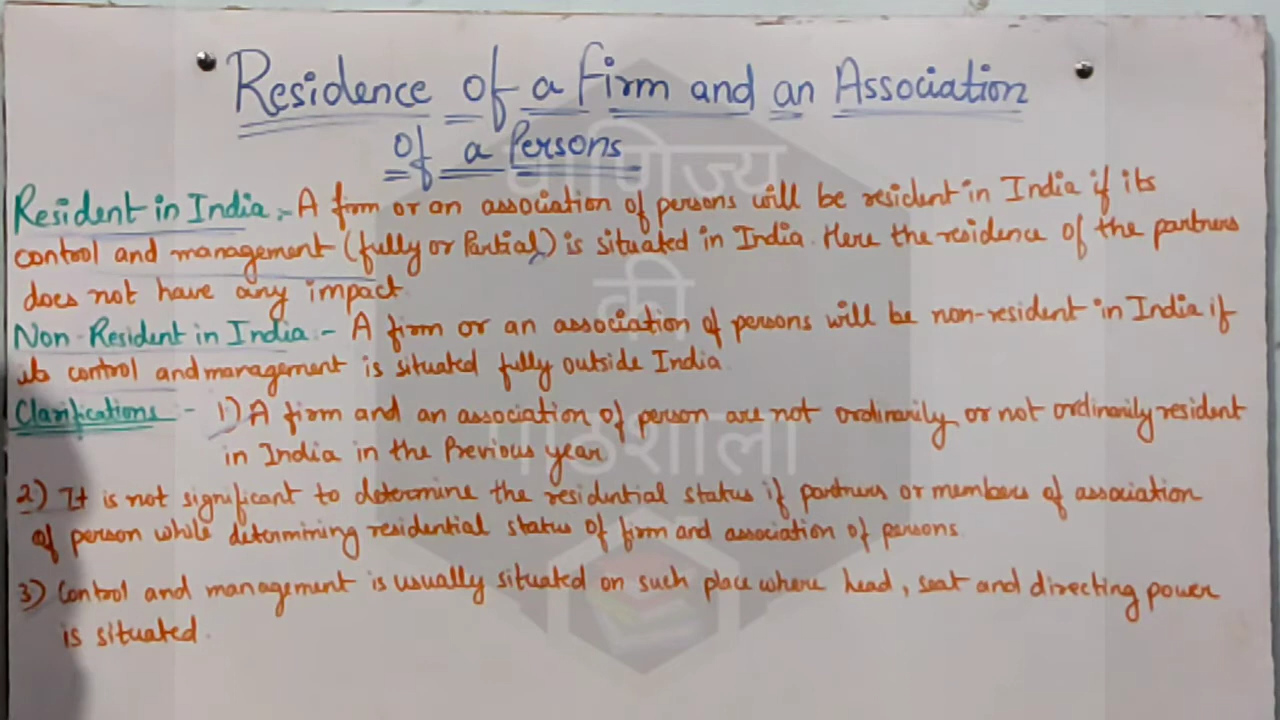 Residence of a firm and an Association
of a Persons
Resident in India :- A firm or an association of persons will be resident in India if its
control and management (fully or Partial) is situated in India. Here the residence of the partners
does not have any impact.
Non-Resident in India :- A firm or an association of persons will be non-resident in India if
its control and management is situated fully outside India.
Clarifications :- 1) A firm and an association of person are not ordinarily or not ordinarily resident
in India in the Previous year.
2) It is not significant to determine the residential status if partners or members of association
of person while determining residential status of firm and association of persons.
3) Control and management is usually situated on such place where head, seat and directing power
is situated.
वाणिज्य
की
पाठशाला